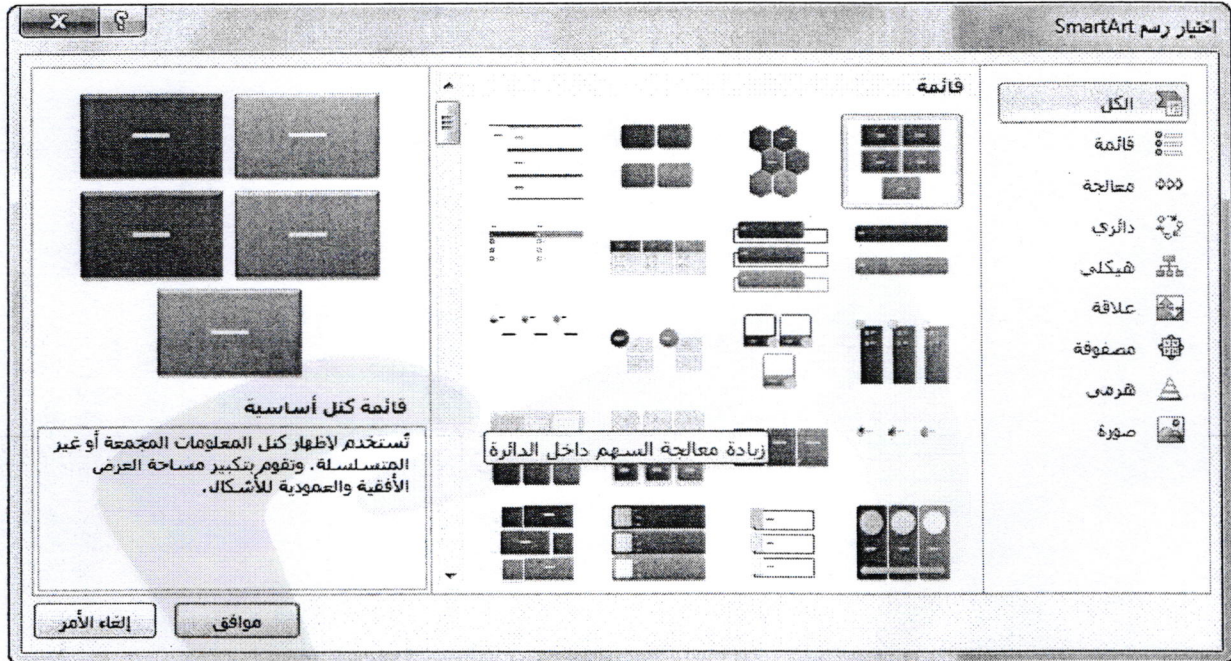 اختيار رسم SmartArt
الكل
قائمة
معالجة
دائري
هيكلي
علاقة
مصفوفة
هرمي
صورة
قائمة
زيادة معالجة السهم داخل الدائرة
قائمة كتل أساسية
تُستخدم لإظهار كتل المعلومات المجمعة أو غير
المتسلسلة. وتقوم بتكبير مساحة العرض
الأفقية والعمودية للأشكال.
موافق
إلغاء الأمر